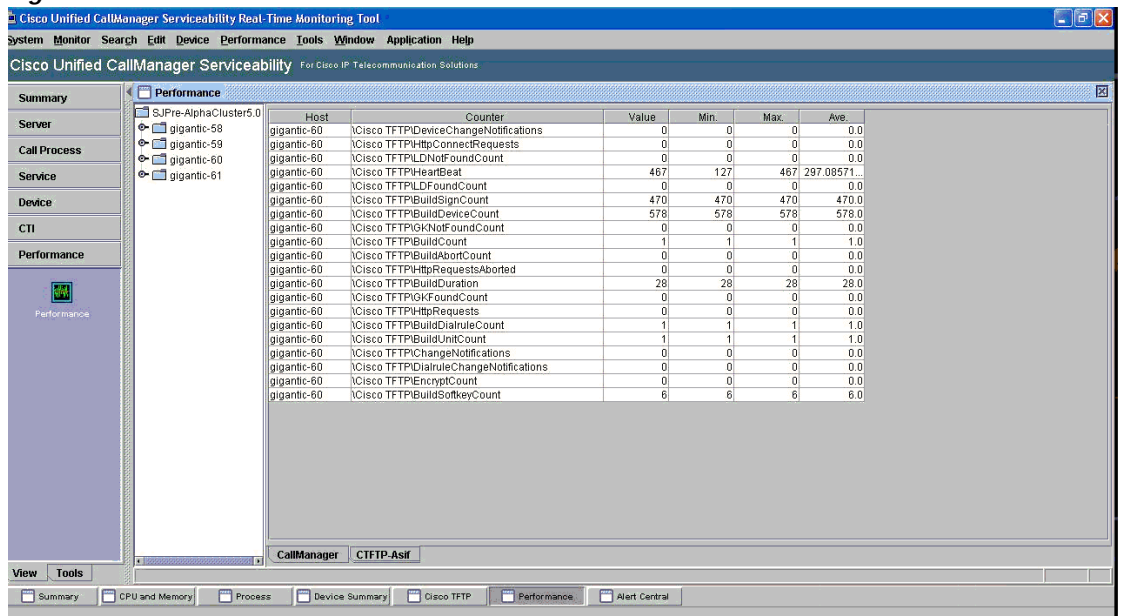 Cisco Unified CallManager Serviceability Real-Time Monitoring Tool
System Monitor Search Edit Device Performance Tools Window Application Help
Cisco Unified CallManager Serviceability For Cisco IP Telecommunication Solutions
Summary
Server
Call Process
Service
Device
CTI
Performance
Performance
View Tools
Performance
SJPre-AlphaCluster5.0
gigantic-58
gigantic-59
gigantic-60
gigantic-61
Host Counter Value Min. Max. Ave.
gigantic-60 \Cisco TFTP\DeviceChangeNotifications 0 0 0 0.0
gigantic-60 \Cisco TFTP\HttpConnectRequests 0 0 0 0.0
gigantic-60 \Cisco TFTP\LDNotFoundCount 0 0 0 0.0
gigantic-60 \Cisco TFTP\HeartBeat 467 127 467 297.08571...
gigantic-60 \Cisco TFTP\LDFoundCount 0 0 0 0.0
gigantic-60 \Cisco TFTP\BuildSignCount 470 470 470 470.0
gigantic-60 \Cisco TFTP\BuildDeviceCount 578 578 578 578.0
gigantic-60 \Cisco TFTP\GKNotFoundCount 0 0 0 0.0
gigantic-60 \Cisco TFTP\BuildCount 1 1 1 1.0
gigantic-60 \Cisco TFTP\BuildAbortCount 0 0 0 0.0
gigantic-60 \Cisco TFTP\HttpRequestsAborted 0 0 0 0.0
gigantic-60 \Cisco TFTP\BuildDuration 28 28 28 28.0
gigantic-60 \Cisco TFTP\GKFoundCount 0 0 0 0.0
gigantic-60 \Cisco TFTP\HttpRequests 0 0 0 0.0
gigantic-60 \Cisco TFTP\BuildDialruleCount 1 1 1 1.0
gigantic-60 \Cisco TFTP\BuildUnitCount 1 1 1 1.0
gigantic-60 \Cisco TFTP\ChangeNotifications 0 0 0 0.0
gigantic-60 \Cisco TFTP\DialruleChangeNotifications 0 0 0 0.0
gigantic-60 \Cisco TFTP\EncryptCount 0 0 0 0.0
gigantic-60 \Cisco TFTP\BuildSoftkeyCount 6 6 6 6.0
CallManager CTFTP-Asif
Summary CPU and Memory Process Device Summary Cisco TFTP Performance Alert Central